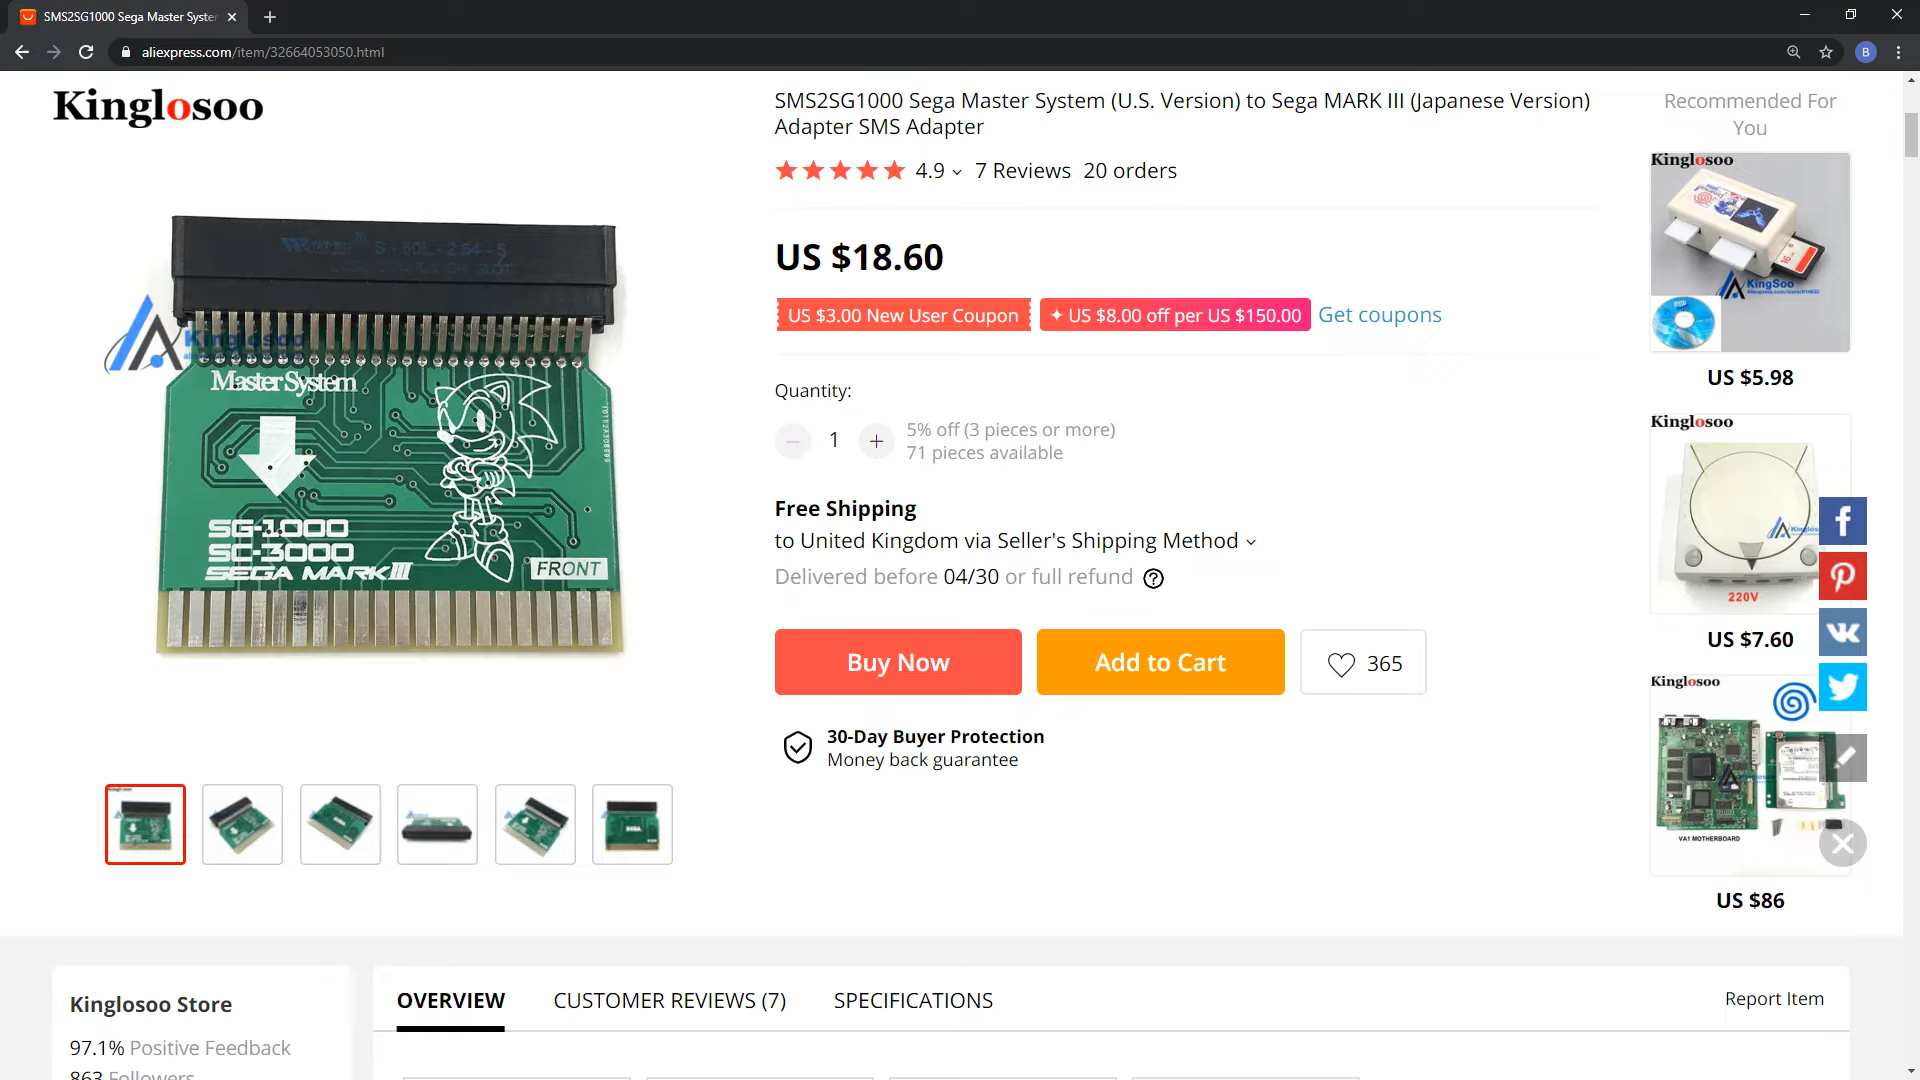 SMS2SG1000 Sega Master System
aliexpress.com/item/32664053050.html
B
Kinglosoo
Master System
SG-1000
SC-3000
SEGA MARK III
FRONT
SMS2SG1000 Sega Master System (U.S. Version) to Sega MARK III (Japanese Version)
Adapter SMS Adapter
4.9
7 Reviews
20 orders
US $18.60
US $3.00 New User Coupon
US $8.00 off per US $150.00
Get coupons
Quantity:
1
5% off (3 pieces or more)
71 pieces available
Free Shipping
to United Kingdom via Seller's Shipping Method
Delivered before 04/30 or full refund
Buy Now
Add to Cart
365
30-Day Buyer Protection
Money back guarantee
Recommended For
You
Kinglosoo
KingSoo
US $5.98
Kinglosoo
220V
US $7.60
Kinglosoo
VA1 MOTHERBOARD
US $86
Kinglosoo Store
97.1% Positive Feedback
863 Followers
OVERVIEW
CUSTOMER REVIEWS (7)
SPECIFICATIONS
Report Item